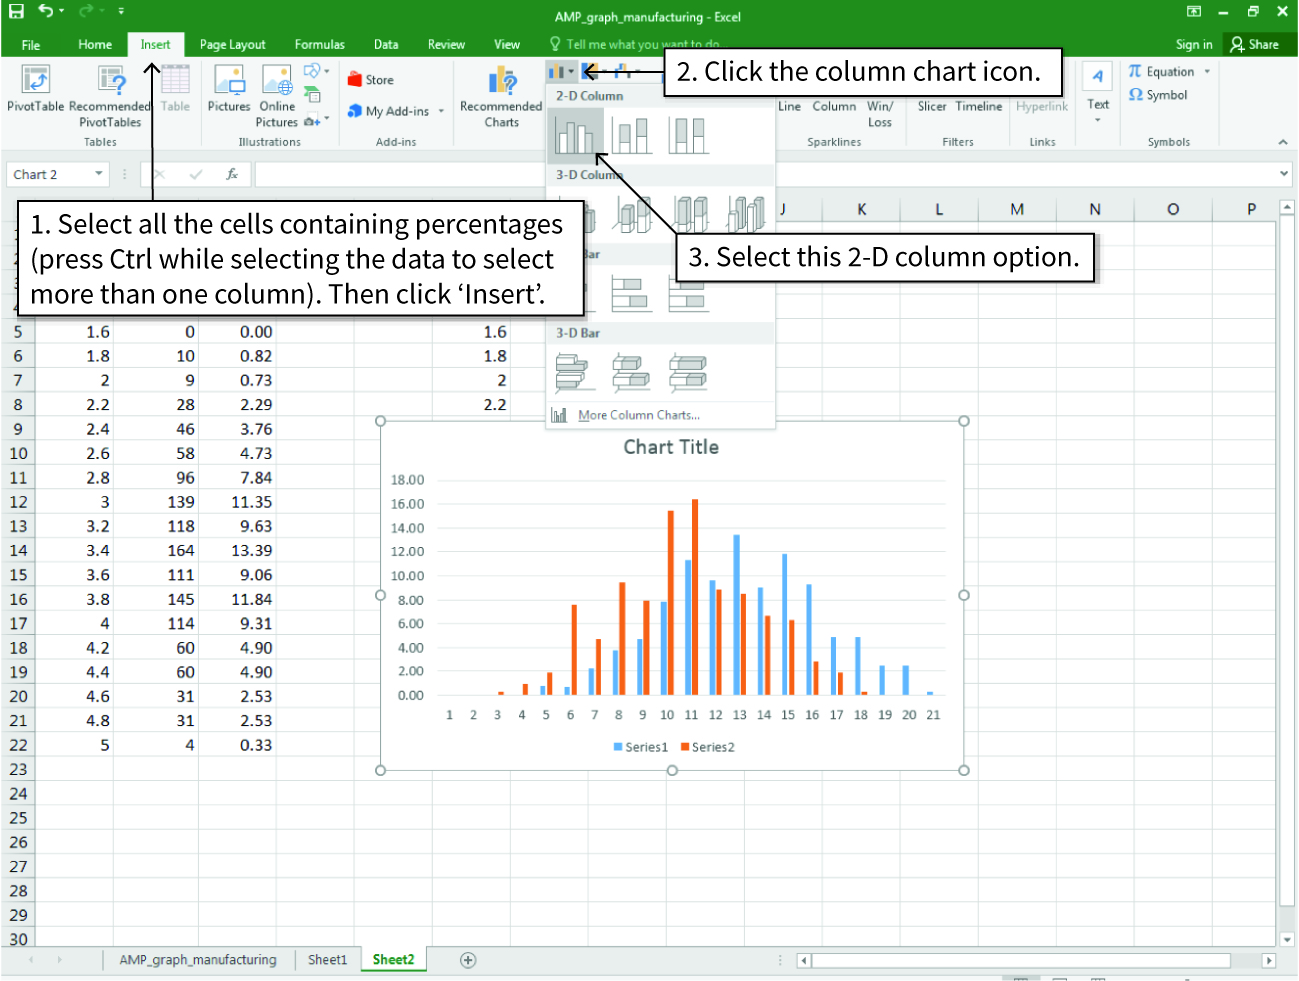 AMP_graph_manufacturing - Excel
File Home Insert Page Layout Formulas Data Review View Tell me what you want to do Sign in Share
2. Click the column chart icon.
PivotTable Recommended PivotTables Table Pictures Online Pictures Store My Add-ins Recommended Charts Line Column Win/Loss Slicer Timeline Hyperlink Text Equation Symbol
Tables Illustrations Add-ins Sparklines Filters Links Symbols
2-D Column
3-D Column
Chart 2 fx
1. Select all the cells containing percentages
(press Ctrl while selecting the data to select
more than one column). Then click ‘Insert’.
3. Select this 2-D column option.
J K L M N O P
Bar
3-D Bar
More Column Charts...
5 1.6 0 0.00 1.6
6 1.8 10 0.82 1.8
7 2 9 0.73 2
8 2.2 28 2.29 2.2
9 2.4 46 3.76
10 2.6 58 4.73
11 2.8 96 7.84
12 3 139 11.35
13 3.2 118 9.63
14 3.4 164 13.39
15 3.6 111 9.06
16 3.8 145 11.84
17 4 114 9.31
18 4.2 60 4.90
19 4.4 60 4.90
20 4.6 31 2.53
21 4.8 31 2.53
22 5 4 0.33
23
24
25
26
27
28
29
30
Chart Title
18.00
16.00
14.00
12.00
10.00
8.00
6.00
4.00
2.00
0.00
1 2 3 4 5 6 7 8 9 10 11 12 13 14 15 16 17 18 19 20 21
Series1 Series2
AMP_graph_manufacturing Sheet1 Sheet2